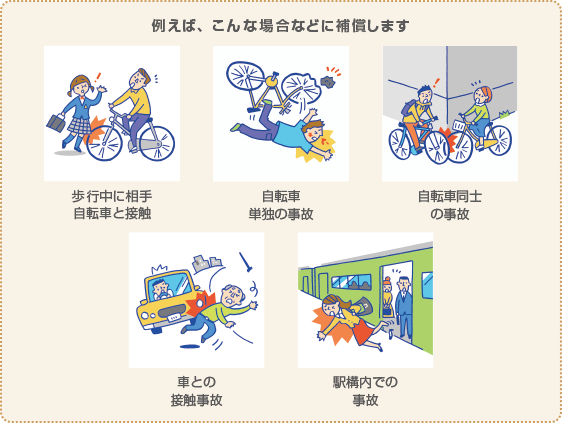 例えば、こんな場合などに補償します
歩行中に相手
自転車と接触
自転車
単独の事故
自転車同士
の事故
車との
接触事故
駅構内での
事故